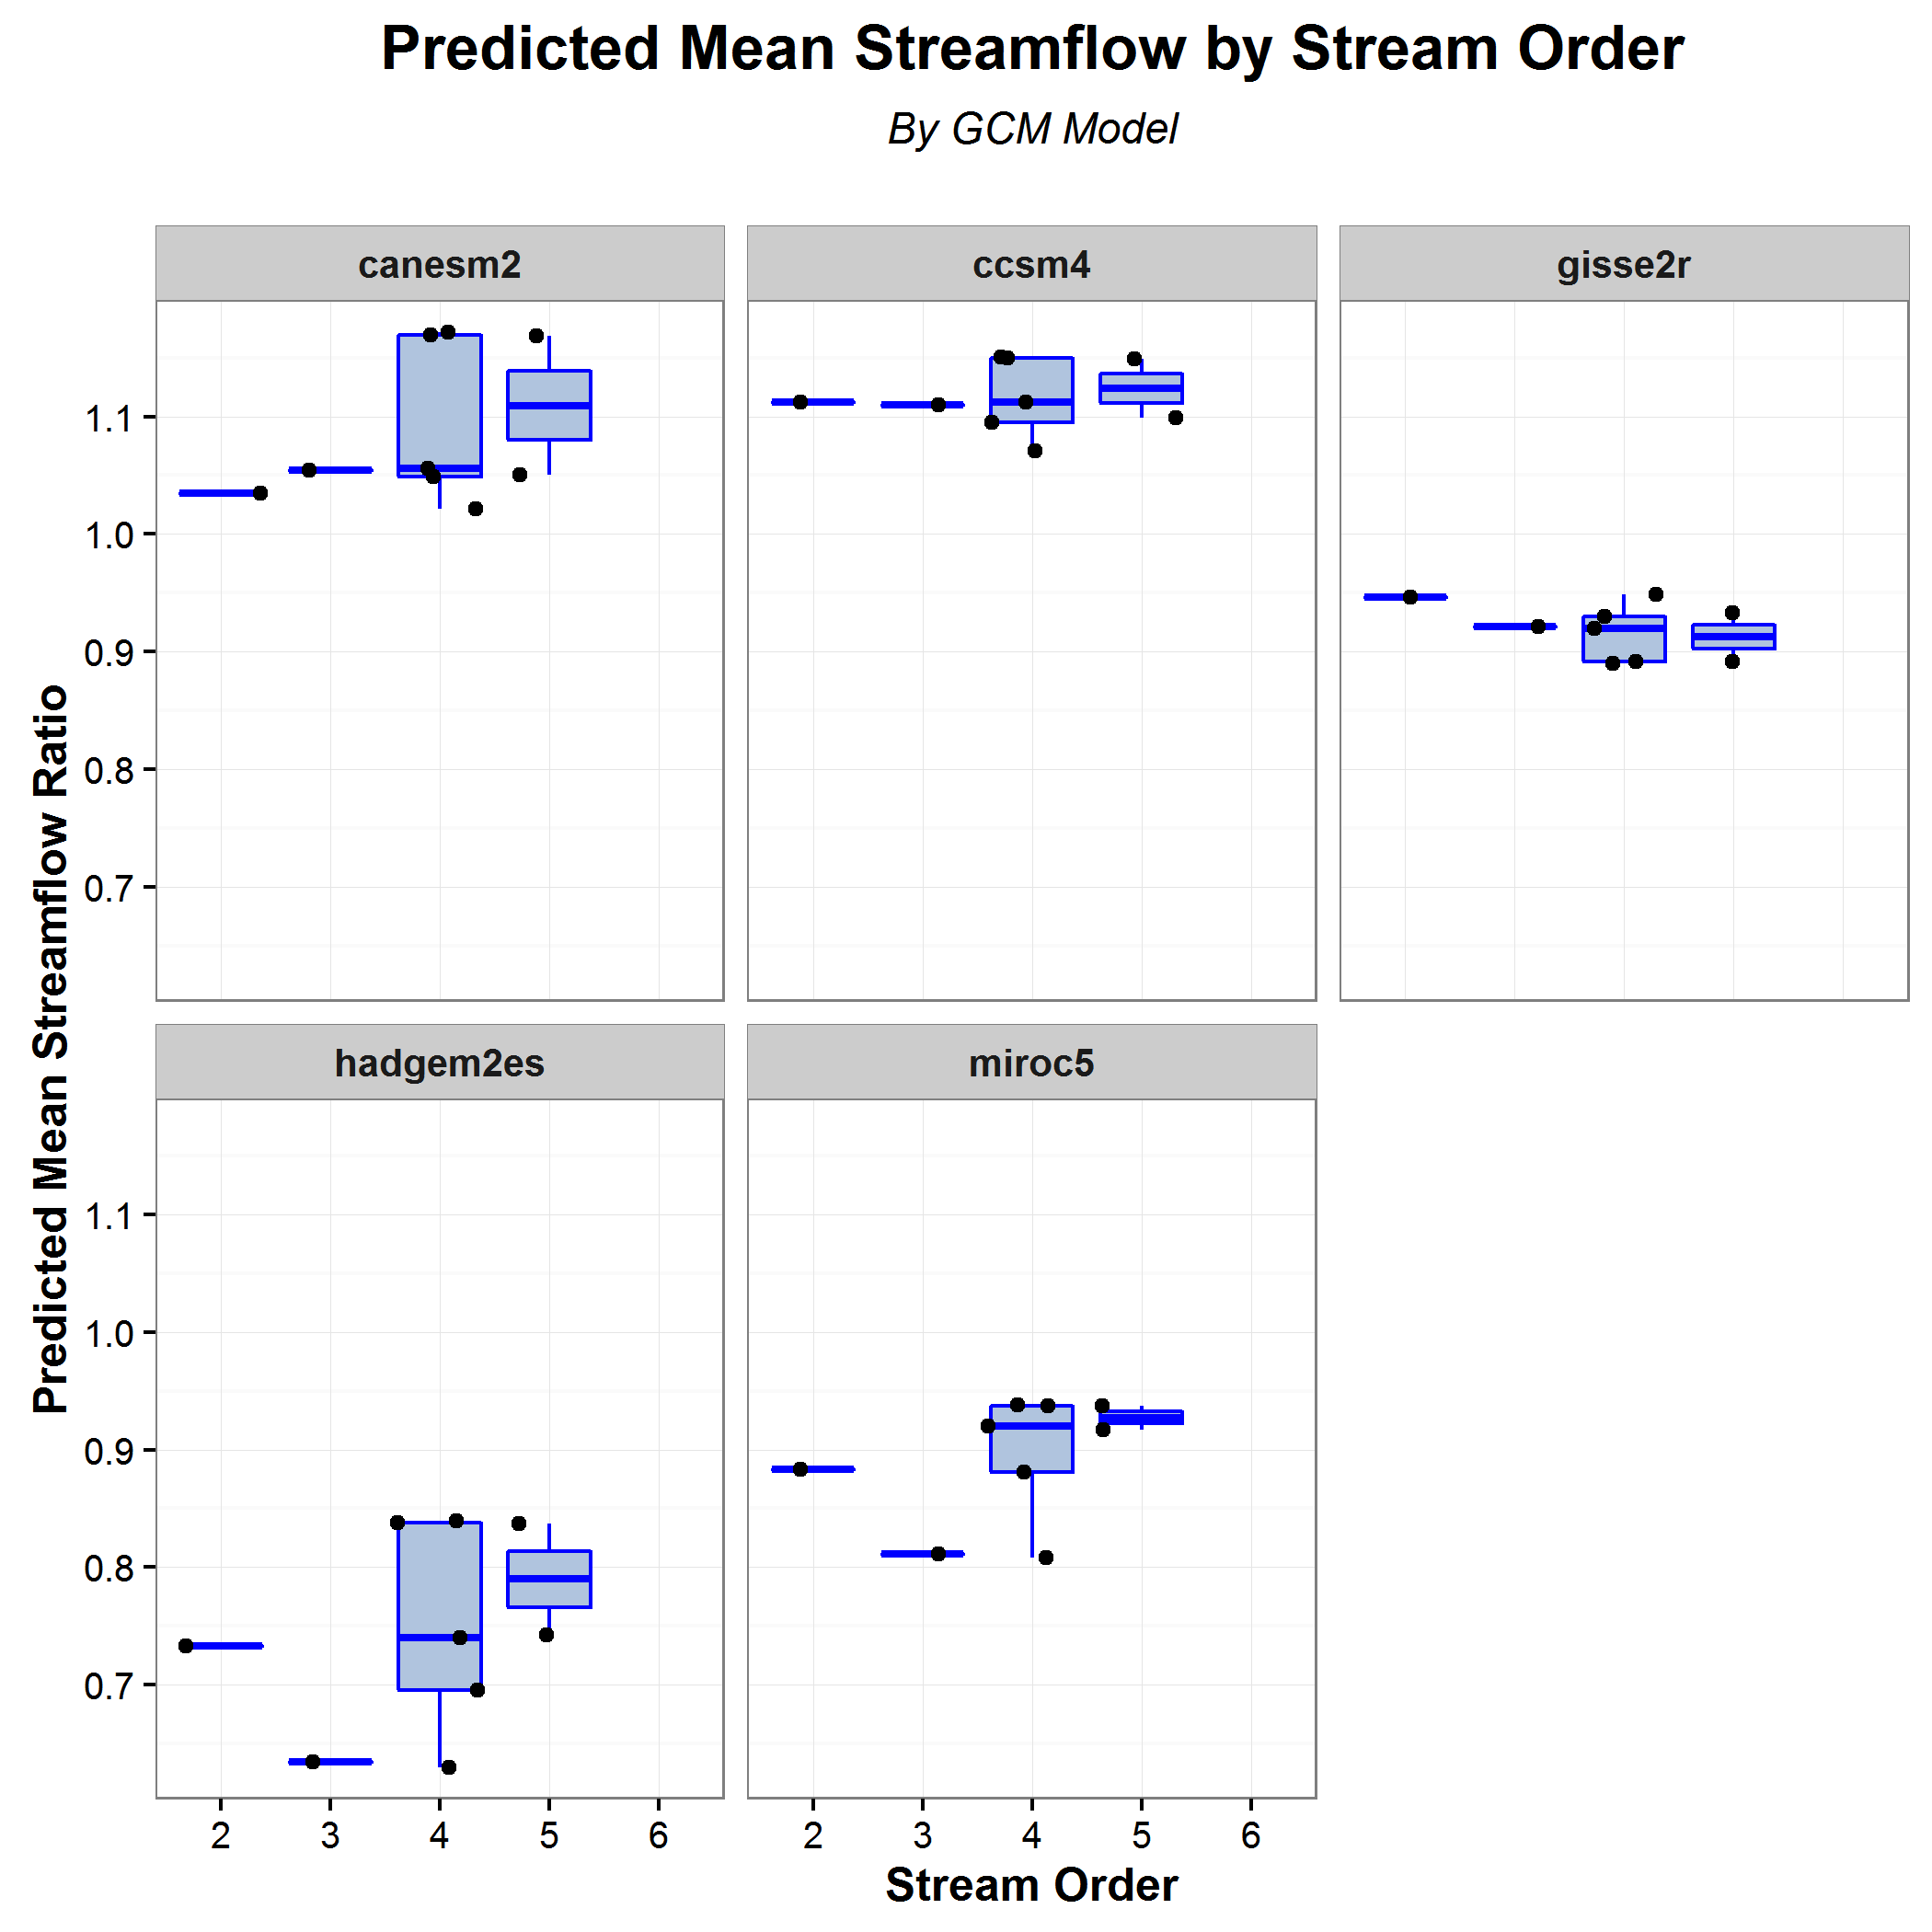 Predicted Mean Streamflow by Stream Order
By GCM Model
canesm2
ccsm4
gisse2r
1.1
1.0
0.9
0.8
0.7
Predicted Mean Streamflow Ratio
hadgem2es
miroc5
1.1
1.0
0.9
0.8
0.7
2 3 4 5 6
2 3 4 5 6
Stream Order